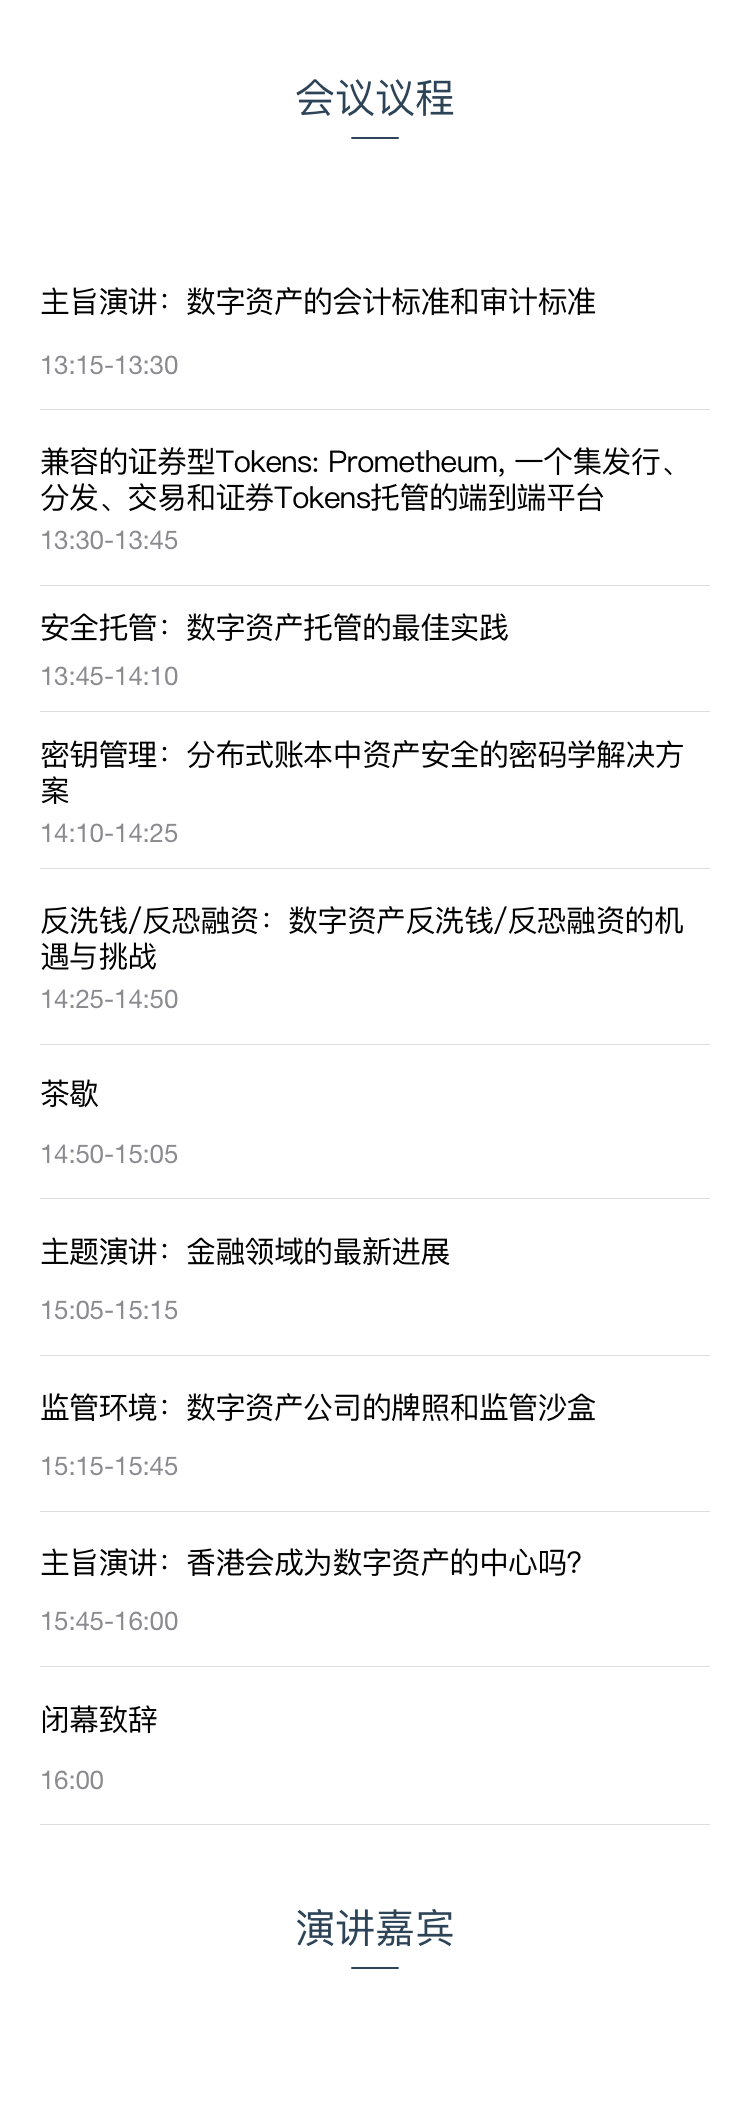 会议议程
主旨演讲：数字资产的会计标准和审计标准
13:15-13:30
兼容的证券型Tokens: Prometheum, 一个集发行、
分发、交易和证券Tokens托管的端到端平台
13:30-13:45
安全托管：数字资产托管的最佳实践
13:45-14:10
密钥管理：分布式账本中资产安全的密码学解决方
案
14:10-14:25
反洗钱/反恐融资：数字资产反洗钱/反恐融资的机
遇与挑战
14:25-14:50
茶歇
14:50-15:05
主题演讲：金融领域的最新进展
15:05-15:15
监管环境：数字资产公司的牌照和监管沙盒
15:15-15:45
主旨演讲：香港会成为数字资产的中心吗？
15:45-16:00
闭幕致辞
16:00
演讲嘉宾